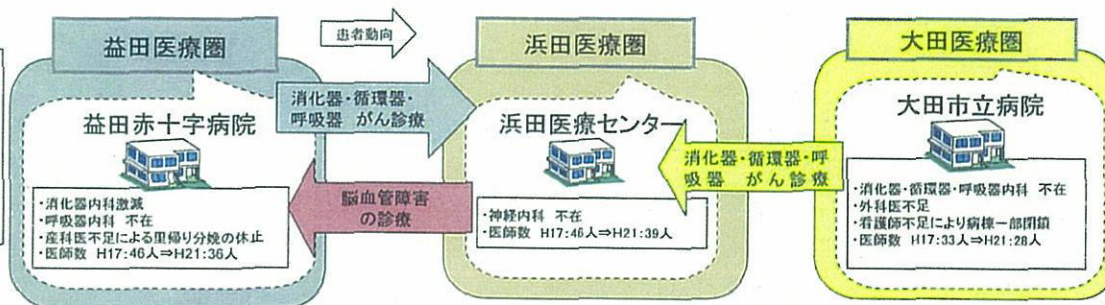 益田医療圏
患者動向
浜田医療圏
大田医療圏
益田赤十字病院
消化器・循環器・
呼吸器 がん診療
浜田医療センター
大田市立病院
消化器・循環器・呼
吸器 がん診療
脳血管障害
の診療
・消化器内科激減
・呼吸器内科 不在
・産科医不足による里帰り分娩の休止
・医師数 H17:46人⇒H21:36人
・神経内科 不在
・医師数 H17:46人⇒H21:39人
・消化器・循環器・呼吸器内科 不在
・外科医不足
・看護師不足により病棟一部閉鎖
・医師数 H17:33人⇒H21:28人